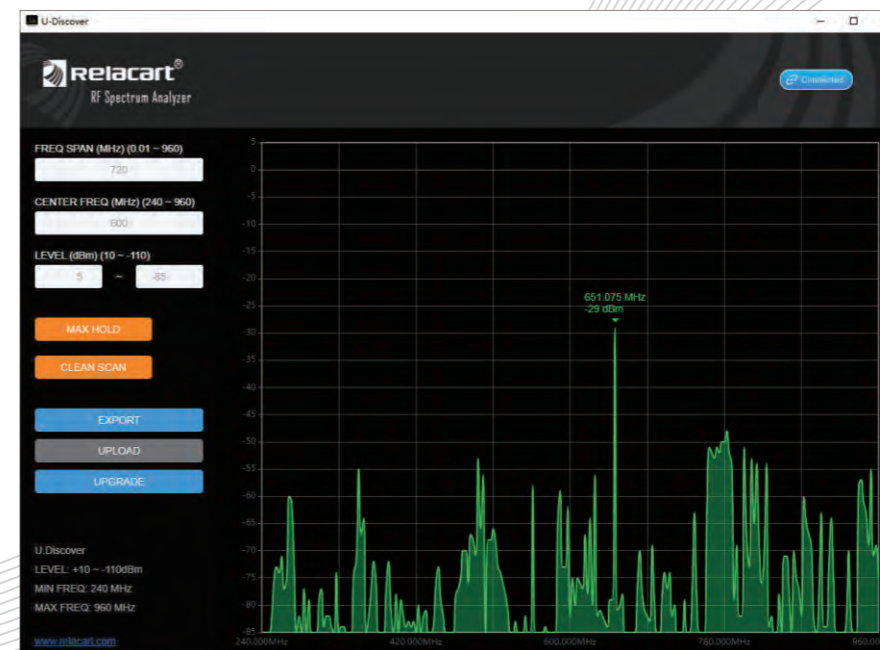 U-Discover
Relacart®
RF Spectrum Analyzer
Connected
FREQ SPAN (MHz) (0.01 ~ 960)
720
CENTER FREQ (MHz) (240 ~ 960)
600
LEVEL (dBm) (10 ~ -110)
5 ~ -85
MAX HOLD
CLEAN SCAN
EXPORT
UPLOAD
UPGRADE
U.Discover
LEVEL: +10 ~ -110dBm
MIN FREQ: 240 MHz
MAX FREQ: 960 MHz
www.relacart.com
5
0
-5
-10
-15
-20
-25
-30
-35
-40
-45
-50
-55
-60
-65
-70
-75
-80
-85
651.075 MHz
-29 dBm
240.000MHz
420.000MHz
600.000MHz
780.000MHz
960.00